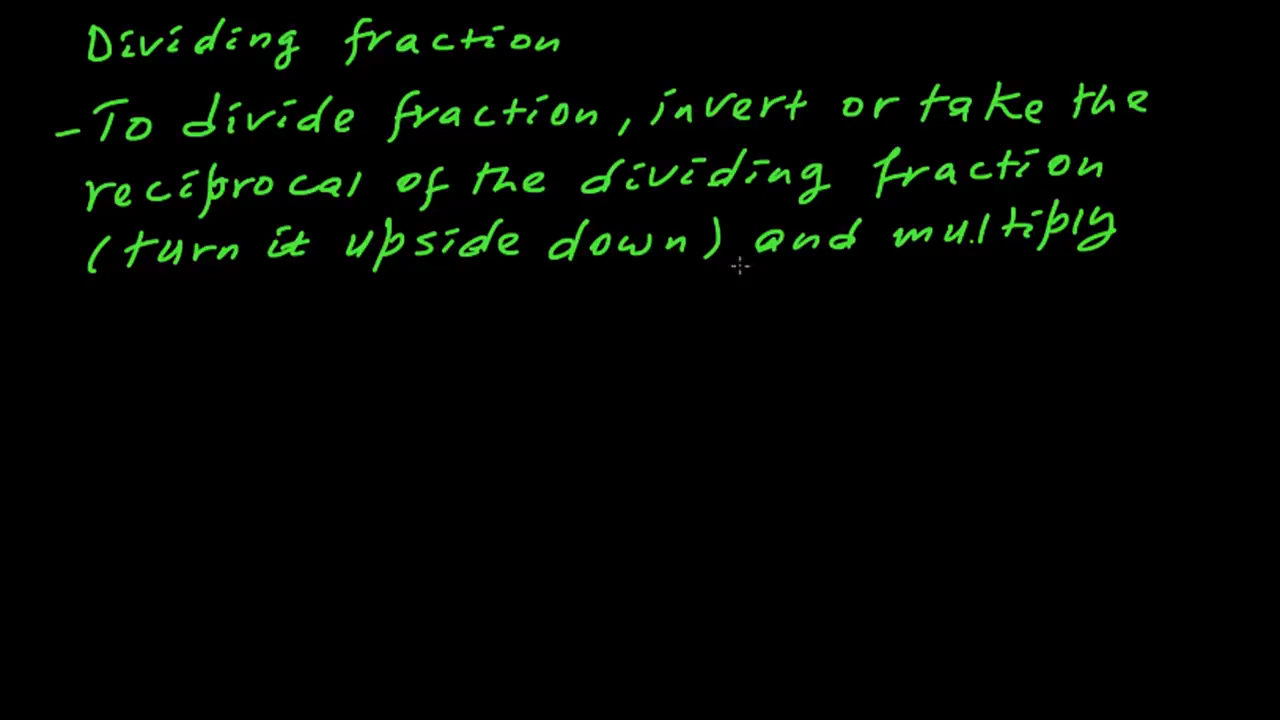 Dividing fraction
- To divide fraction, invert or take the
reciprocal of the dividing fraction
(turn it upside down) and multiply